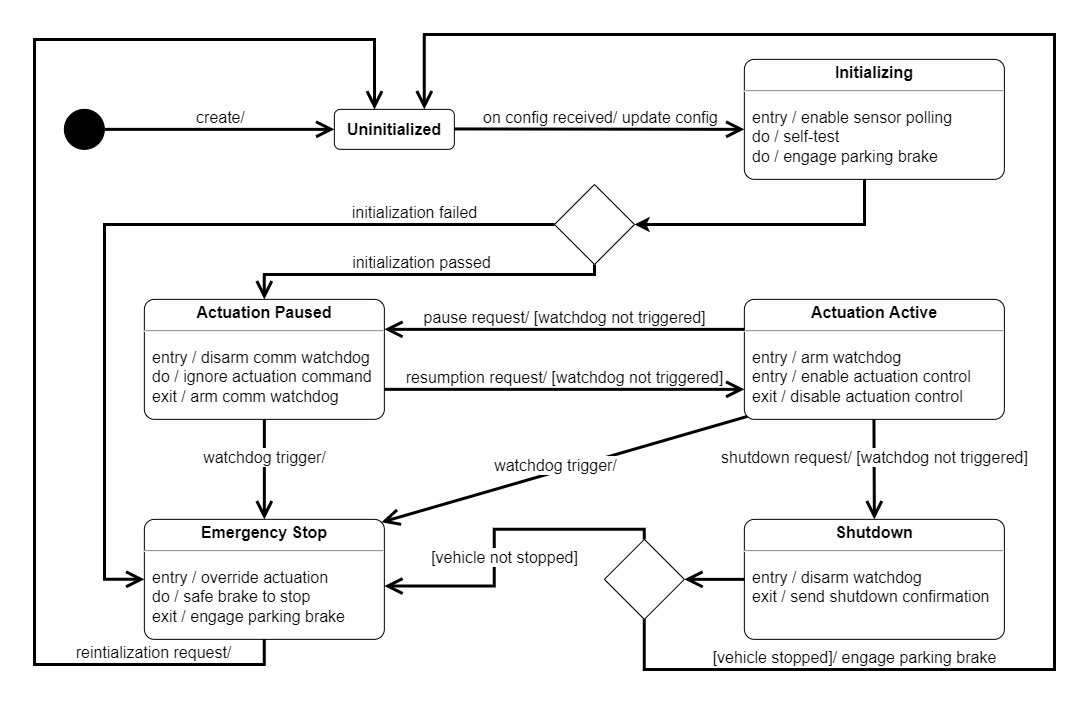 Initializing
create/
Uninitialized
on config received/ update config
entry / enable sensor polling
do / self-test
do / engage parking brake
initialization failed
initialization passed
Actuation Paused
entry / disarm comm watchdog
do / ignore actuation command
exit / arm comm watchdog
pause request/ [watchdog not triggered]
resumption request/ [watchdog not triggered]
Actuation Active
entry / arm watchdog
entry / enable actuation control
exit / disable actuation control
watchdog trigger/
watchdog trigger/
shutdown request/ [watchdog not triggered]
Emergency Stop
entry / override actuation
do / safe brake to stop
exit / engage parking brake
[vehicle not stopped]
Shutdown
entry / disarm watchdog
exit / send shutdown confirmation
reintialization request/
[vehicle stopped]/ engage parking brake